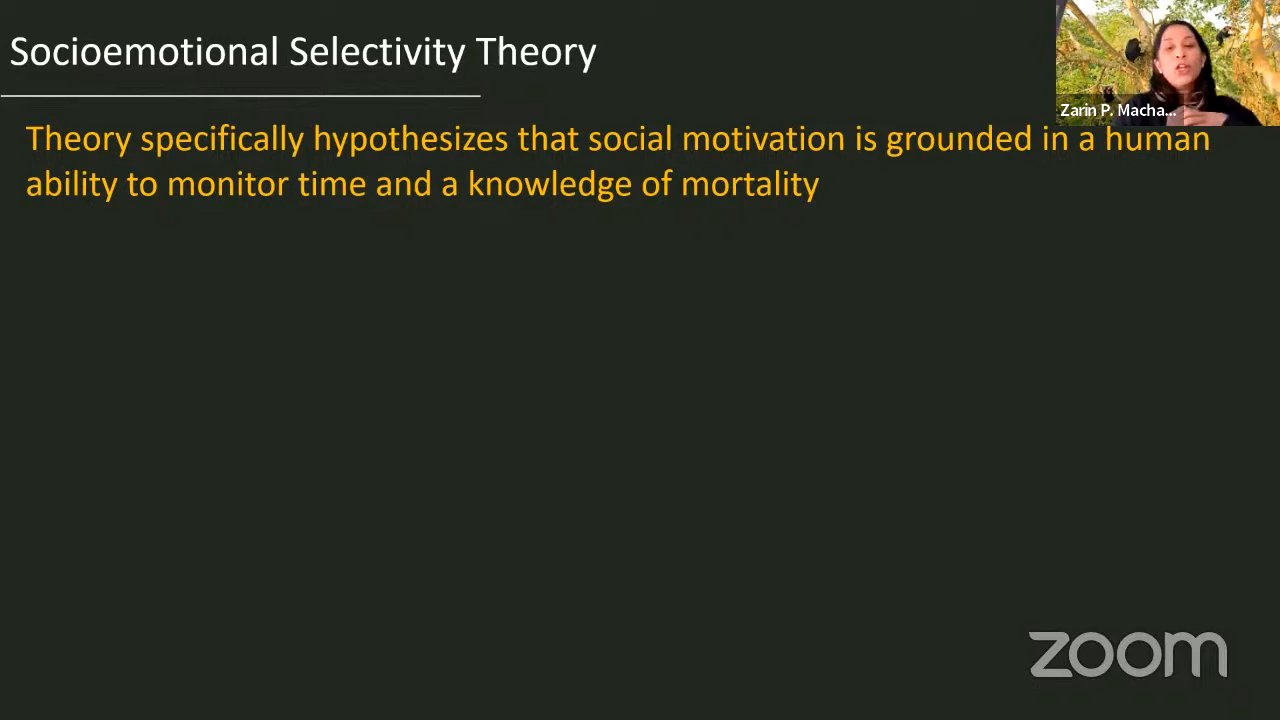 Socioemotional Selectivity Theory
Zarin P. Macha...
Theory specifically hypothesizes that social motivation is grounded in a human
ability to monitor time and a knowledge of mortality
zoom